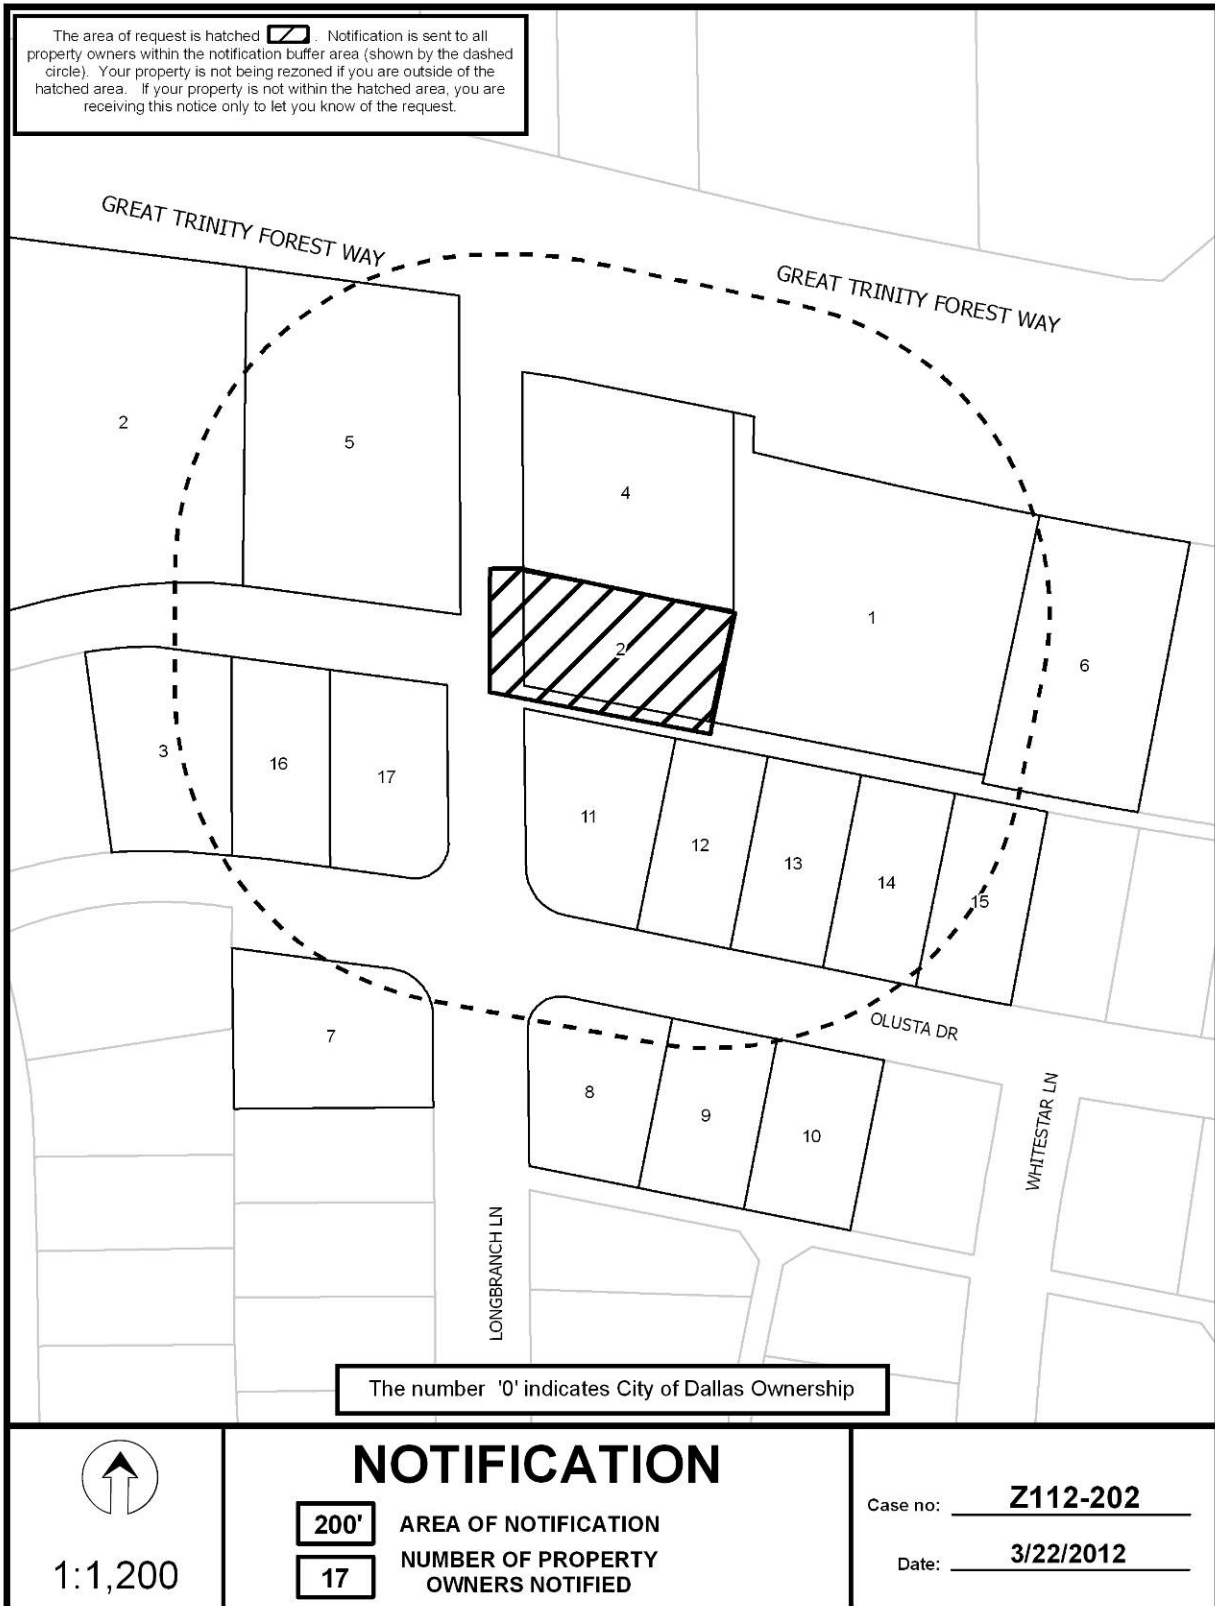 The area of request is hatched . Notification is sent to all
property owners within the notification buffer area (shown by the dashed
circle). Your property is not being rezoned if you are outside of the
hatched area. If your property is not within the hatched area, you are
receiving this notice only to let you know of the request.
GREAT TRINITY FOREST WAY
GREAT TRINITY FOREST WAY
2
5
4
1
2
6
3
16
17
11
12
13
14
15
7
8
9
10
OLUSTA DR
WHITESTAR LN
LONGBRANCH LN
The number '0' indicates City of Dallas Ownership
1:1,200
NOTIFICATION
200' AREA OF NOTIFICATION
17 NUMBER OF PROPERTY
OWNERS NOTIFIED
Case no: Z112-202
Date: 3/22/2012